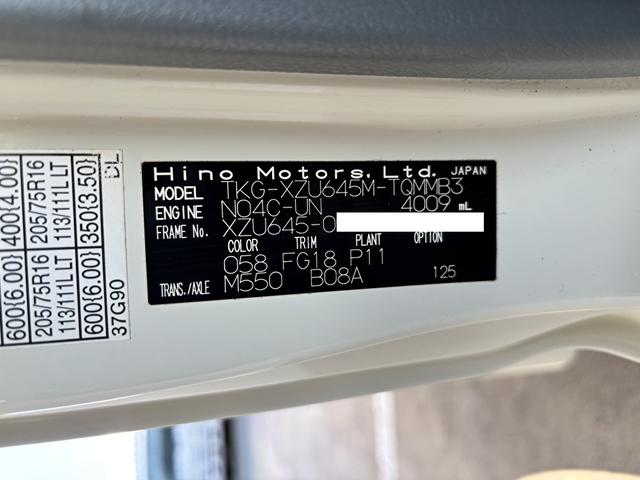 Hino Motors, Ltd. JAPAN
MODEL TKG-XZU645M-TQMMB3
ENGINE N04C-UN 4009 mL
FRAME No. XZU645-0
COLOR TRIM PLANT OPTION
058 FG18 P11
TRANS./AXLE M550 B08A 125
600{6.00} 400{4.00}
205/75R16 205/75R16
113/111LLT 113/111LLT
600{6.00} 350{3.50}
37G90 DL